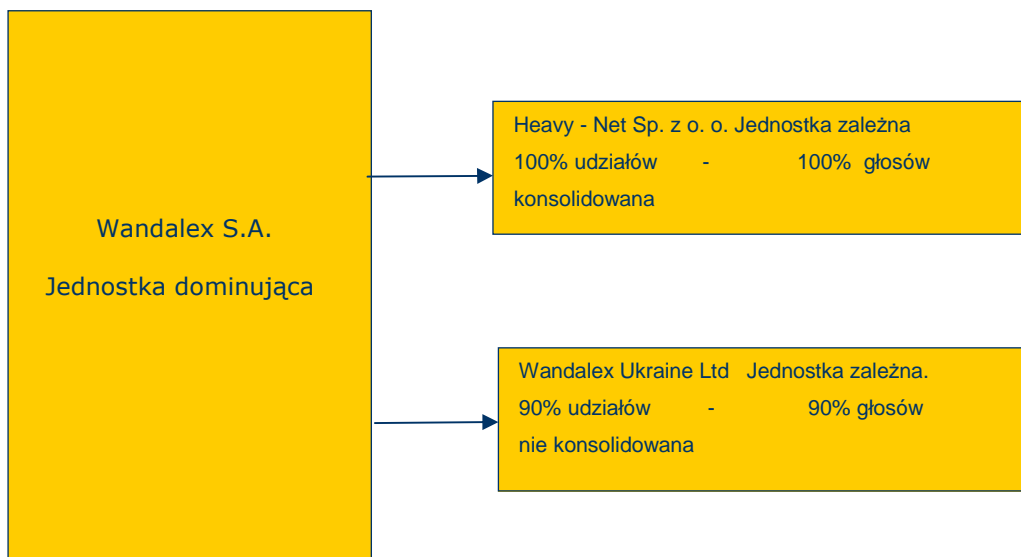 Wandalex S.A.
Jednostka dominująca
Heavy - Net Sp. z o. o. Jednostka zależna
100% udziałów - 100% głosów
konsolidowana
Wandalex Ukraine Ltd Jednostka zależna.
90% udziałów - 90% głosów
nie konsolidowana